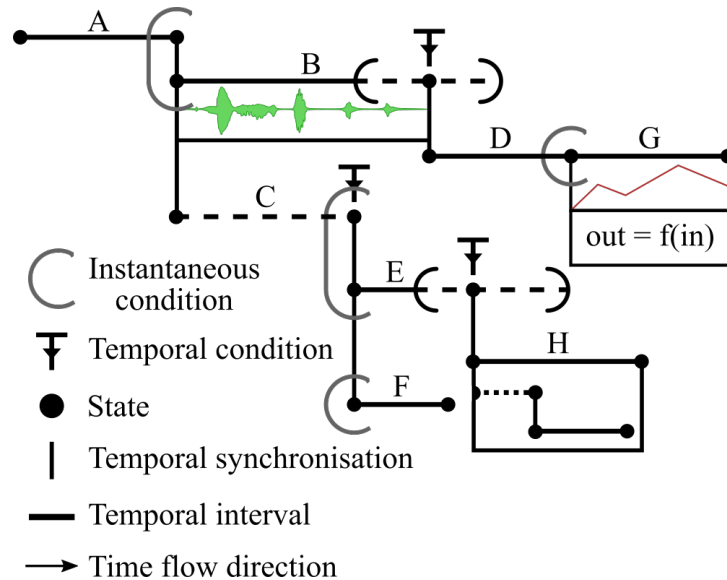 A
B
D
G
C
out = f(in)
E
Instantaneous
condition
H
Temporal condition
F
State
Temporal synchronisation
Temporal interval
Time flow direction